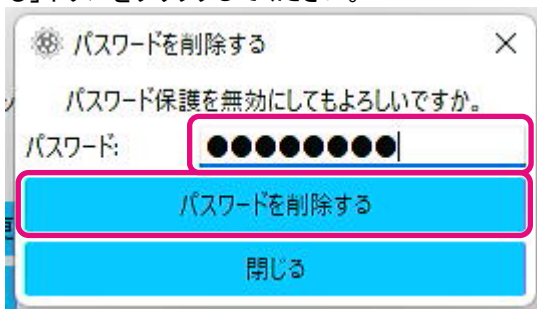 パスワードを削除する
パスワード保護を無効にしてもよろしいですか。
パスワード: ●●●●●●●●
パスワードを削除する
閉じる